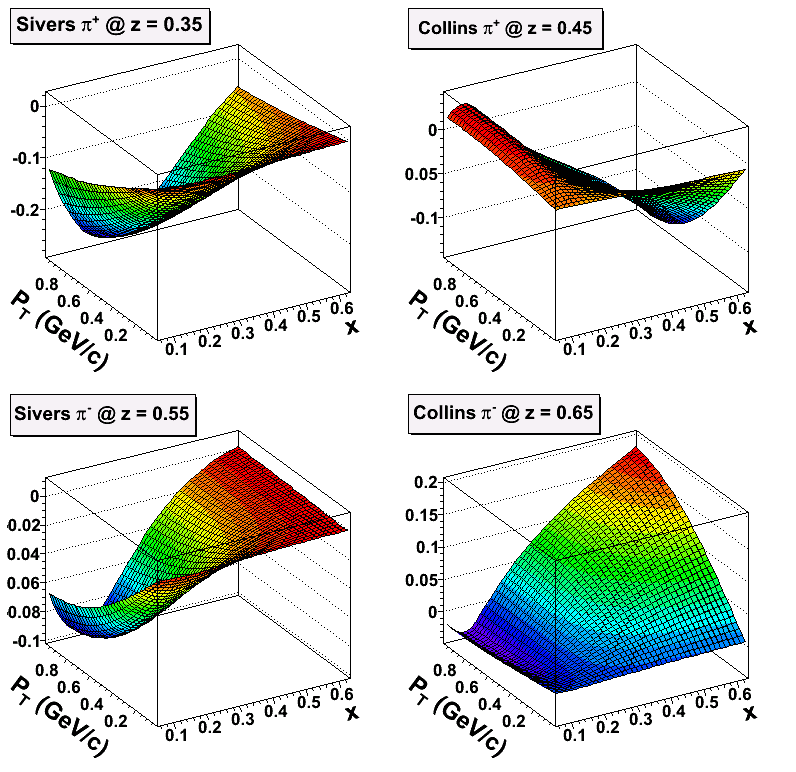 Sivers π⁺ @ z = 0.35
0
-0.1
-0.2
0.8
0.6
0.4
0.2
P_T (GeV/c)
0.1 0.2 0.3 0.4 0.5 0.6
x
Collins π⁺ @ z = 0.45
0
0.05
-0.1
0.8
0.6
0.4
0.2
P_T (GeV/c)
0.1 0.2 0.3 0.4 0.5 0.6
x
Sivers π⁻ @ z = 0.55
0
0.02
0.04
0.06
0.08
-0.1
0.8
0.6
0.4
0.2
P_T (GeV/c)
0.1 0.2 0.3 0.4 0.5 0.6
x
Collins π⁻ @ z = 0.65
0.2
0.15
0.1
0.05
0
0.8
0.6
0.4
0.2
P_T (GeV/c)
0.1 0.2 0.3 0.4 0.5 0.6
x